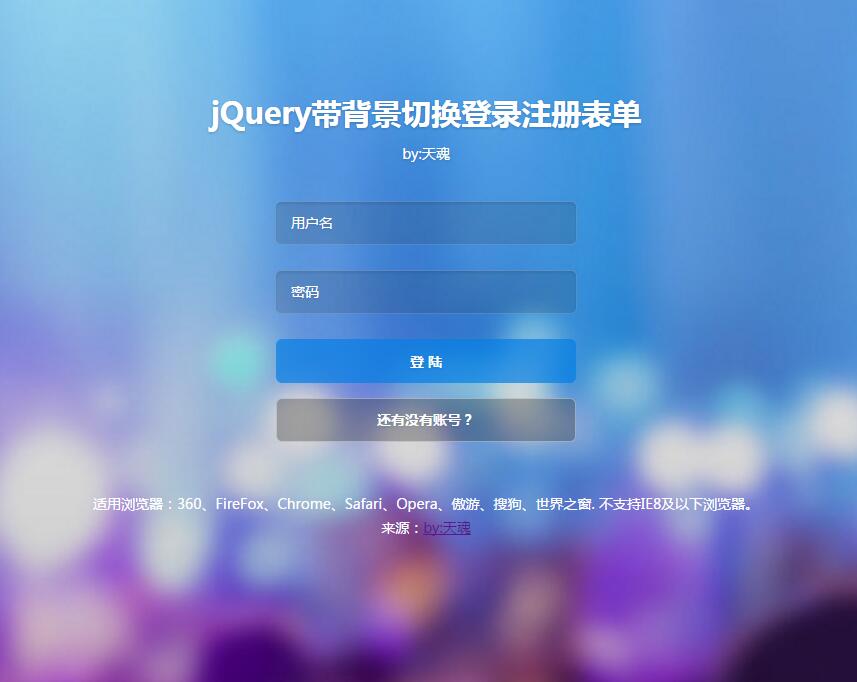 jQuery带背景切换登录注册表单
by:天魂
用户名
密码
登 陆
还有没有账号？
适用浏览器：360、FireFox、Chrome、Safari、Opera、傲游、搜狗、世界之窗. 不支持IE8及以下浏览器。
来源：by:天魂